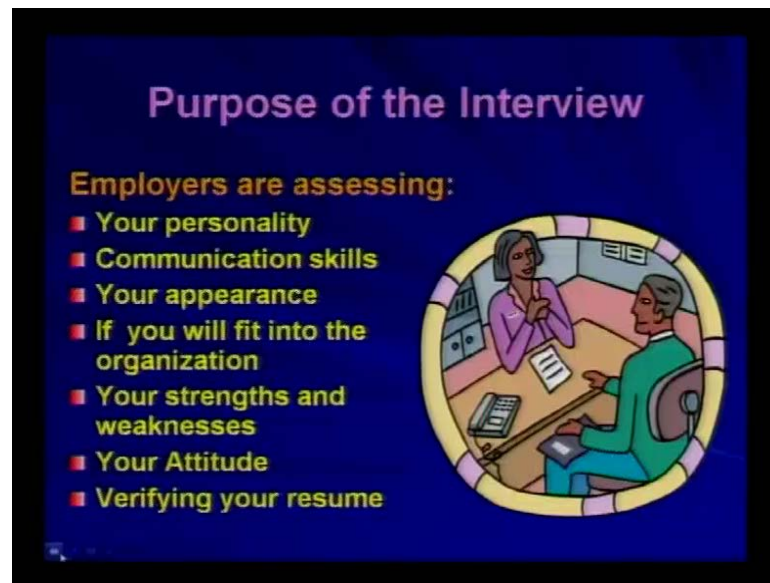 Purpose of the Interview
Employers are assessing:
Your personality
Communication skills
Your appearance
If you will fit into the
organization
Your strengths and
weaknesses
Your Attitude
Verifying your resume